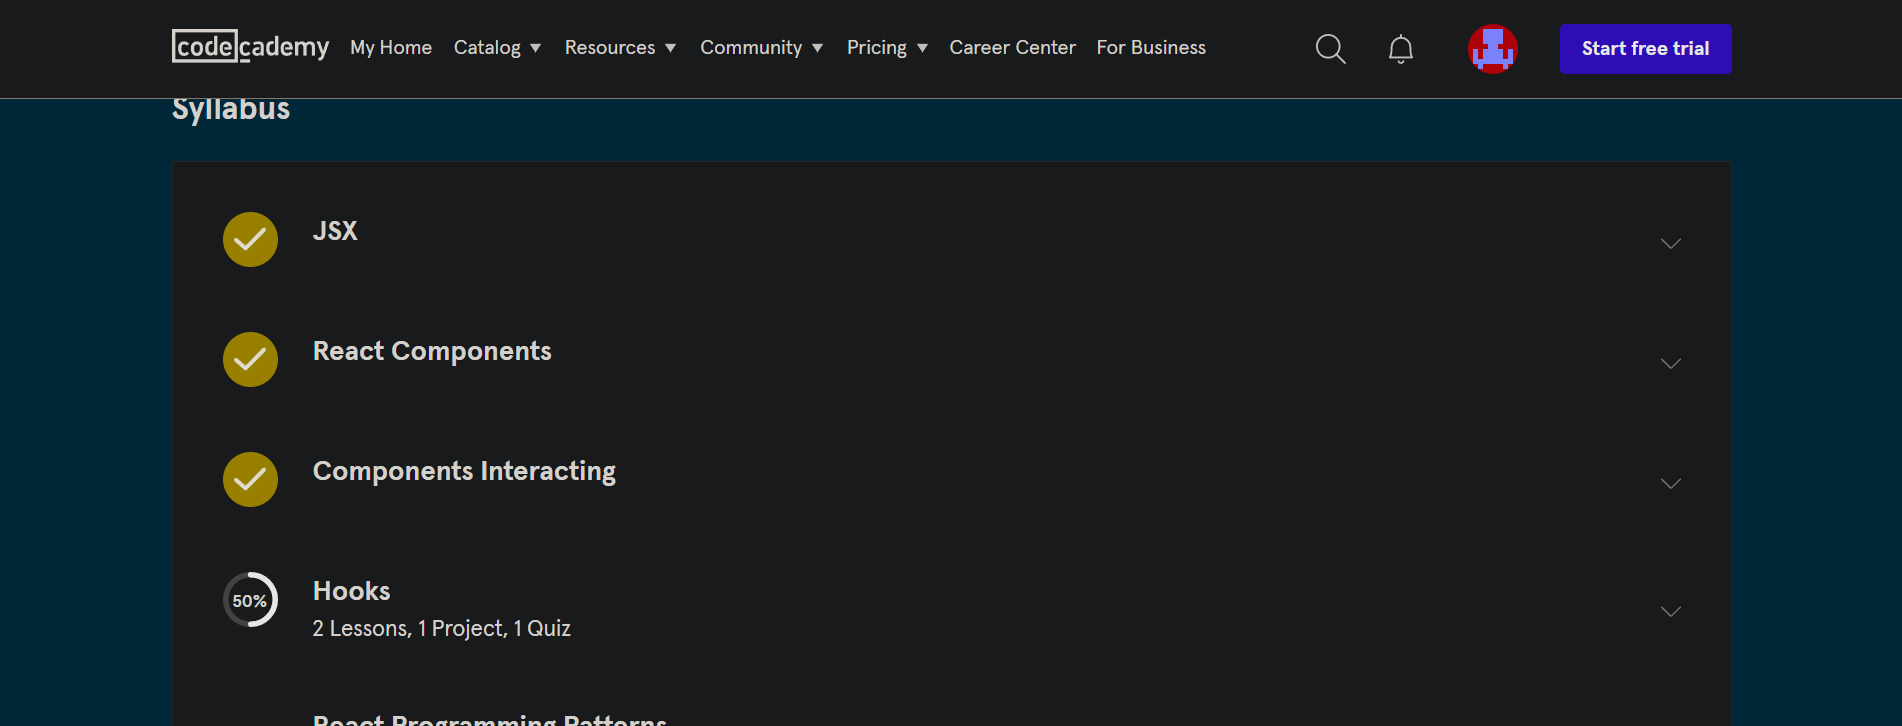 codecademy My Home Catalog Resources Community Pricing Career Center For Business Start free trial
Syllabus
JSX
React Components
Components Interacting
50% Hooks
2 Lessons, 1 Project, 1 Quiz
React Programming Patterns